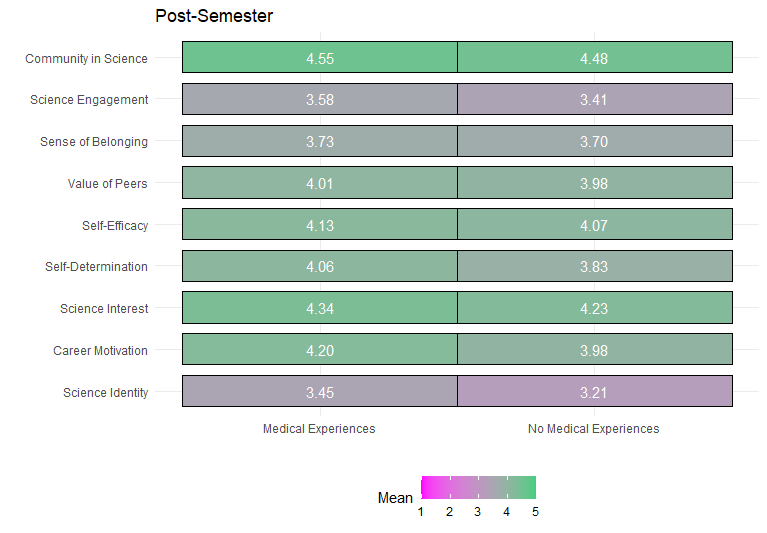 Post-Semester
Community in Science 4.55 4.48
Science Engagement 3.58 3.41
Sense of Belonging 3.73 3.70
Value of Peers 4.01 3.98
Self-Efficacy 4.13 4.07
Self-Determination 4.06 3.83
Science Interest 4.34 4.23
Career Motivation 4.20 3.98
Science Identity 3.45 3.21
Medical Experiences No Medical Experiences
Mean
1 2 3 4 5